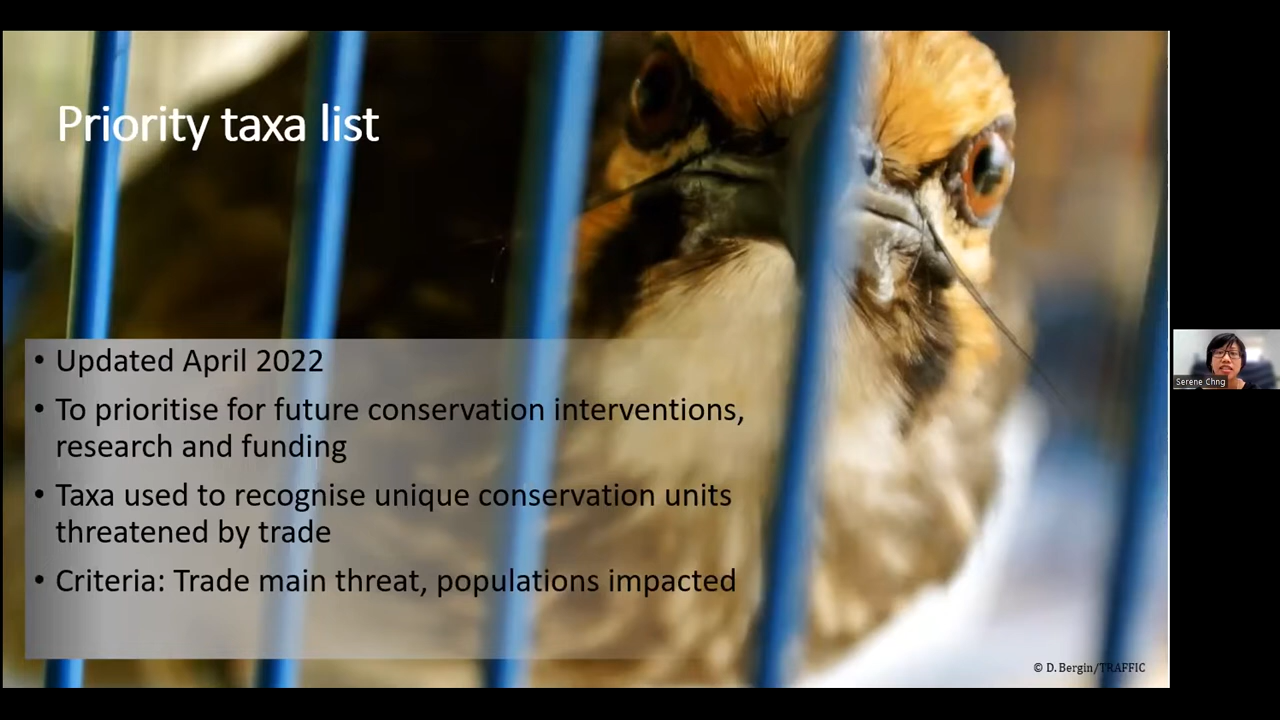 Priority taxa list
• Updated April 2022
• To prioritise for future conservation interventions,
research and funding
• Taxa used to recognise unique conservation units
threatened by trade
• Criteria: Trade main threat, populations impacted
© D. Bergin/TRAFFIC
Serene Chng